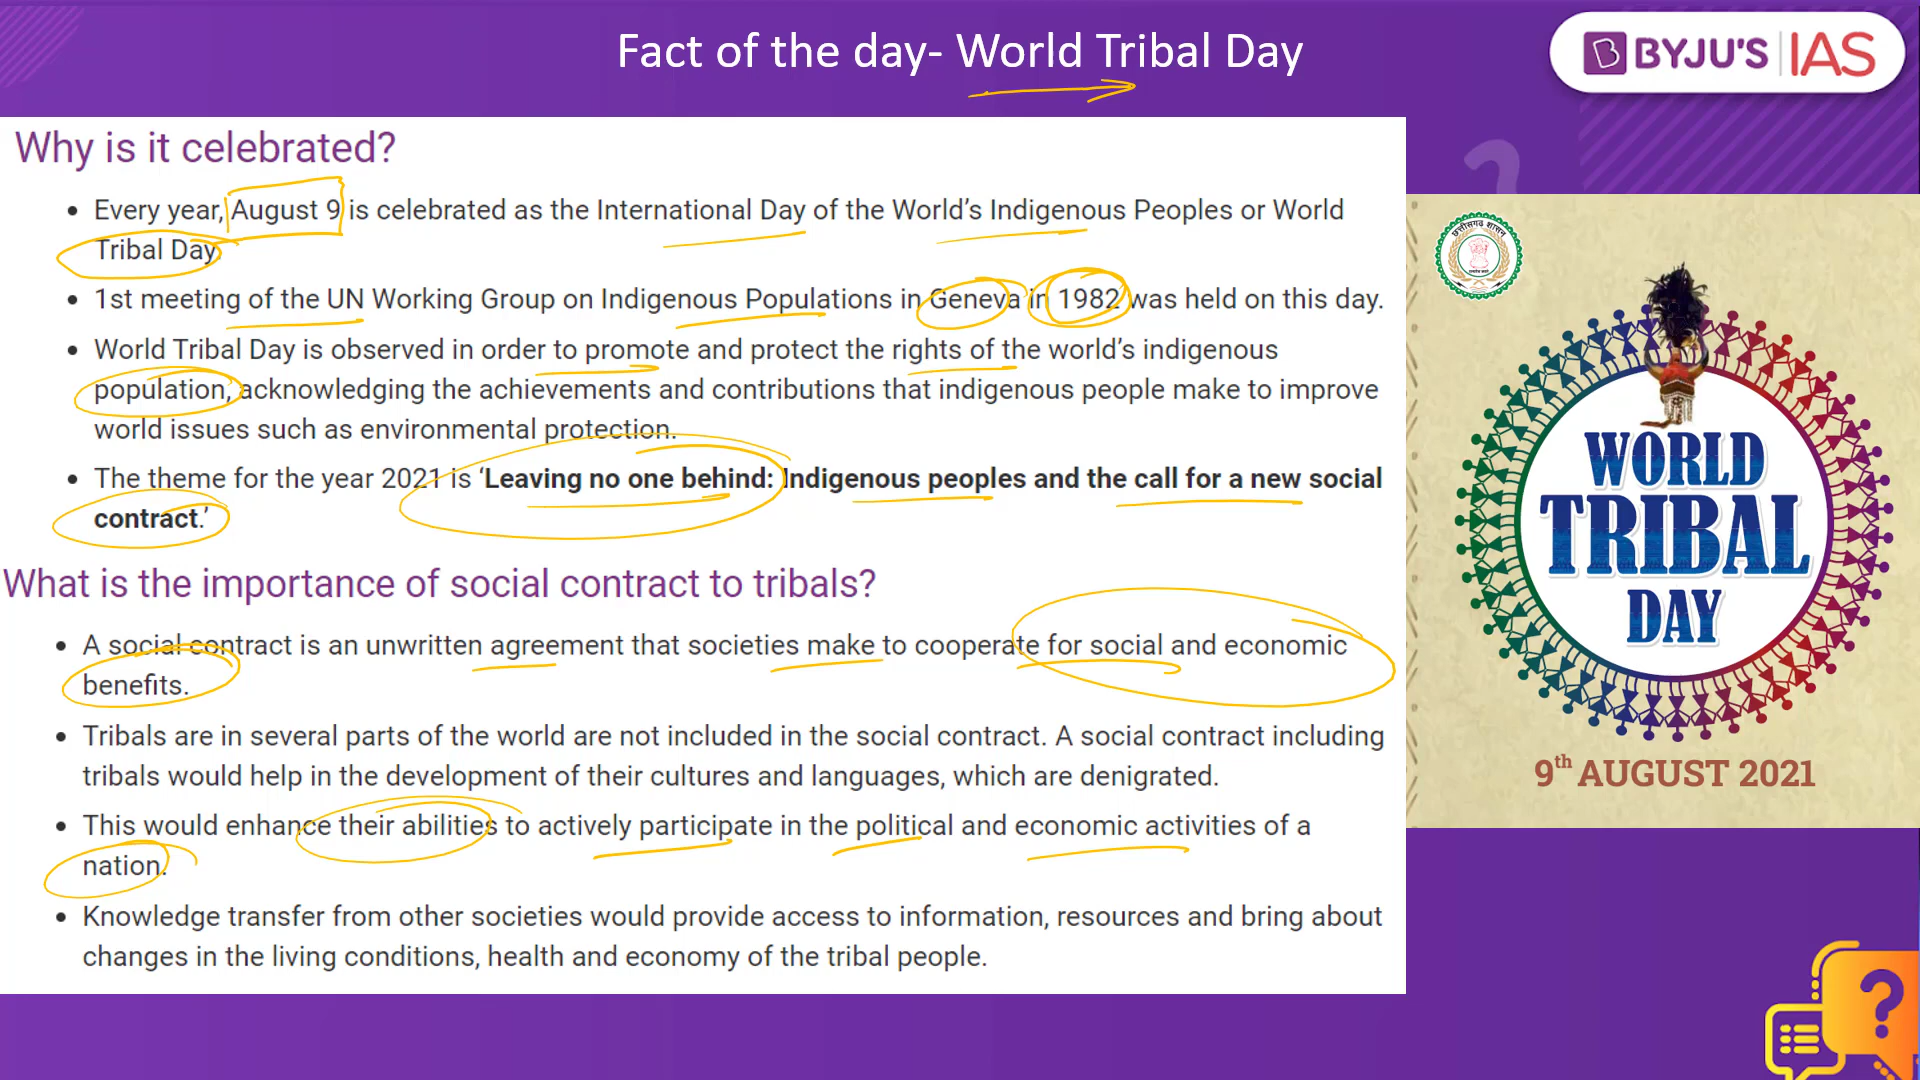 Fact of the day- World Tribal Day
BYJU'S IAS
Why is it celebrated?
• Every year, August 9 is celebrated as the International Day of the World's Indigenous Peoples or World
Tribal Day.
• 1st meeting of the UN Working Group on Indigenous Populations in Geneva in 1982 was held on this day.
• World Tribal Day is observed in order to promote and protect the rights of the world's indigenous
population, acknowledging the achievements and contributions that indigenous people make to improve
world issues such as environmental protection.
• The theme for the year 2021 is 'Leaving no one behind: Indigenous peoples and the call for a new social
contract.'
What is the importance of social contract to tribals?
• A social contract is an unwritten agreement that societies make to cooperate for social and economic
benefits.
• Tribals are in several parts of the world are not included in the social contract. A social contract including
tribals would help in the development of their cultures and languages, which are denigrated.
• This would enhance their abilities to actively participate in the political and economic activities of a
nation.
• Knowledge transfer from other societies would provide access to information, resources and bring about
changes in the living conditions, health and economy of the tribal people.
छत्तीसगढ़ शासन
WORLD
TRIBAL
DAY
9th AUGUST 2021